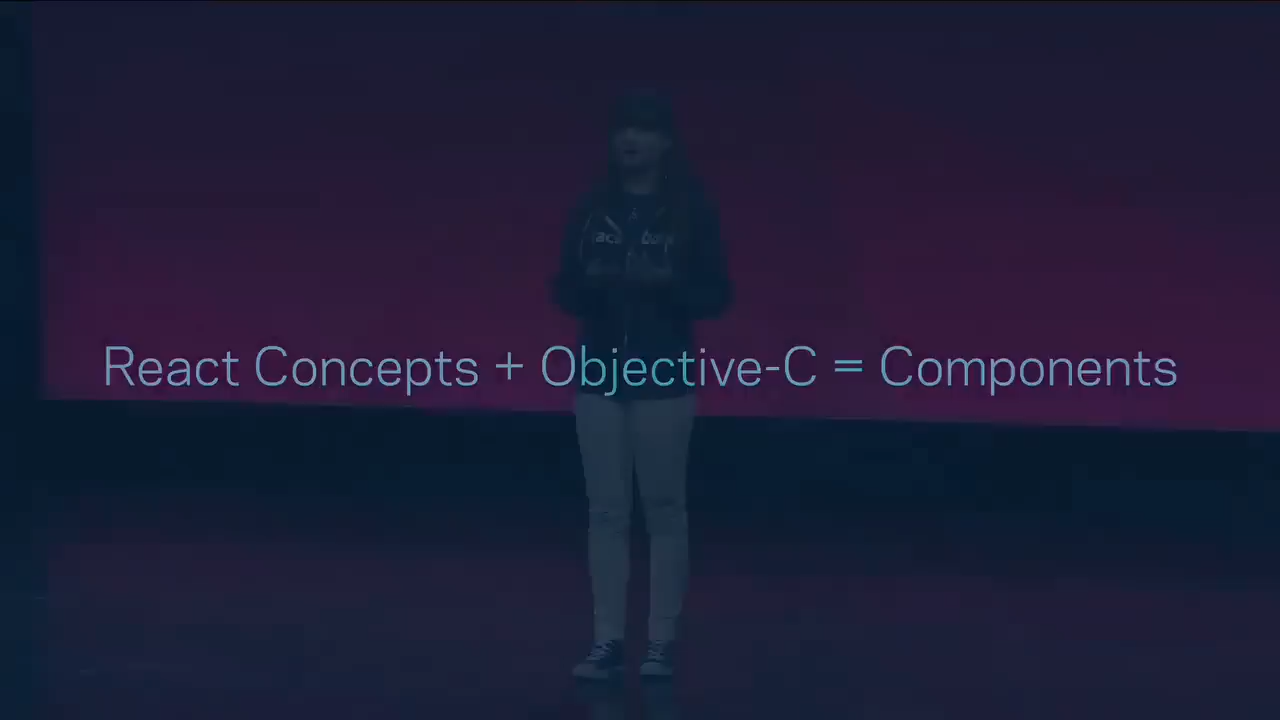 React Concepts + Objective-C = Components